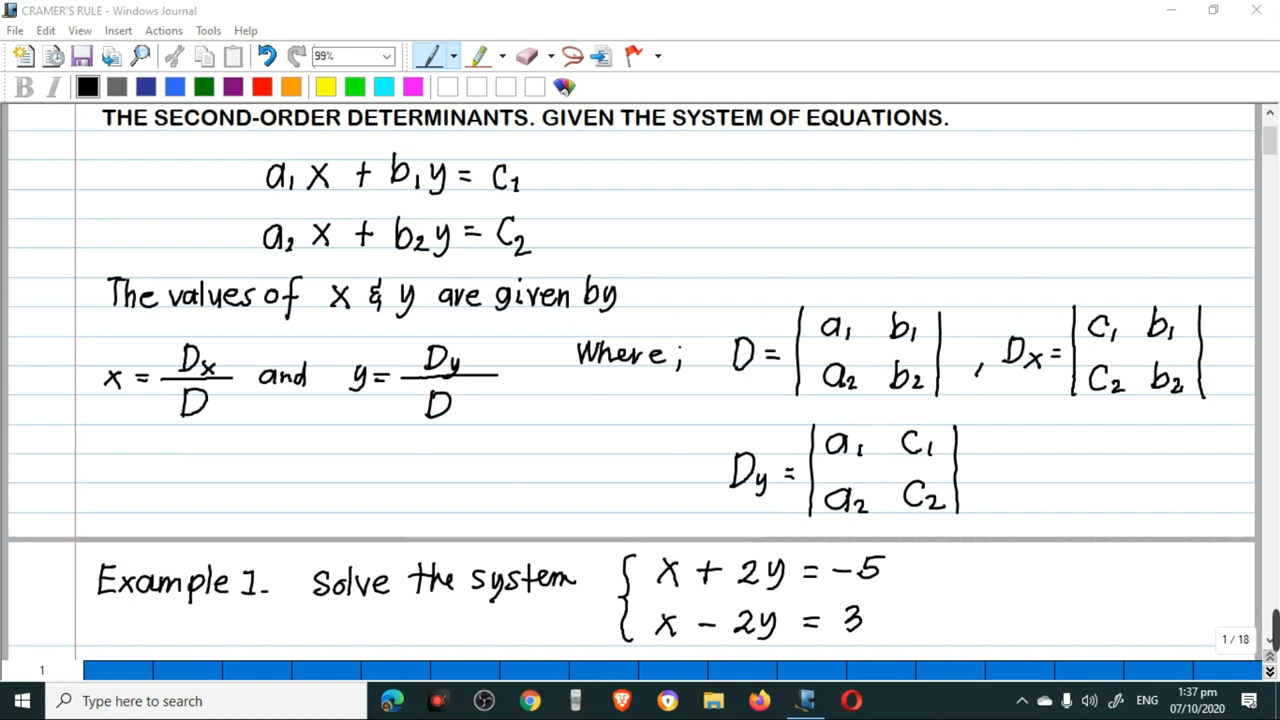 CRAMER'S RULE - Windows Journal
File Edit View Insert Actions Tools Help
99%
B I
THE SECOND-ORDER DETERMINANTS. GIVEN THE SYSTEM OF EQUATIONS.
a₁x + b₁y = c₁
a₂x + b₂y = c₂
The values of x & y are given by
x = Dx/D and y = Dy/D Where; D = |a₁ b₁; a₂ b₂|, Dx = |c₁ b₁; c₂ b₂|
Dy = |a₁ c₁; a₂ c₂|
Example 1. Solve the system { x + 2y = -5
x - 2y = 3
1 / 18
1
Type here to search
ENG
1:37 pm
07/10/2020